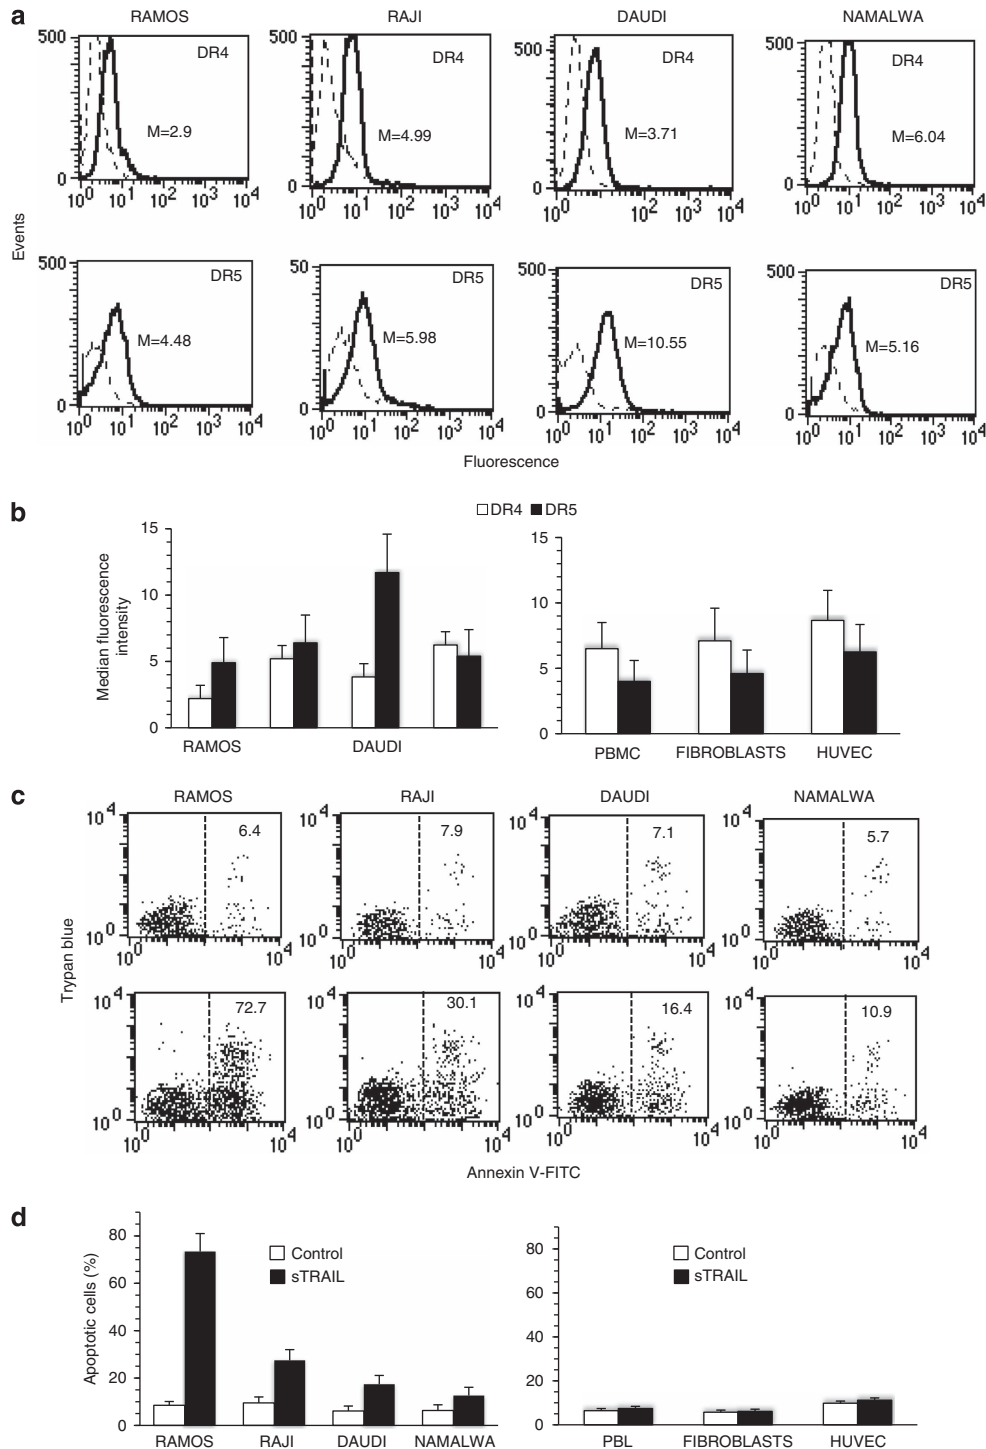 a
RAMOS RAJI DAUDI NAMALWA
500 DR4 M=2.9 0
10^0 10^1 10^2 10^3 10^4
500 DR4 M=4.99 0
10^0 10^1 10^2 10^3 10^4
500 DR4 M=3.71 0
10^0 10^1 10^2 10^3 10^4
500 DR4 M=6.04 0
10^0 10^1 10^2 10^3 10^4
Events
500 DR5 M=4.48 0
10^0 10^1 10^2 10^3 10^4
50 DR5 M=5.98 0
10^0 10^1 10^2 10^3 10^4
500 DR5 M=10.55 0
10^0 10^1 10^2 10^3 10^4
500 DR5 M=5.16 0
10^0 10^1 10^2 10^3 10^4
Fluorescence
b
DR4 DR5
Median fluorescence
intensity
15
10
5
0
RAMOS DAUDI
15
10
5
0
PBMC FIBROBLASTS HUVEC
c
RAMOS RAJI DAUDI NAMALWA
10^4 6.4 10^0
10^0 10^4
10^4 7.9 10^0
10^0 10^4
10^4 7.1 10^0
10^0 10^4
10^4 5.7 10^0
10^0 10^4
Trypan blue
10^4 72.7 10^0
10^0 10^4
10^4 30.1 10^0
10^0 10^4
10^4 16.4 10^0
10^0 10^4
10^4 10.9 10^0
10^0 10^4
Annexin V-FITC
d
Apoptotic cells (%)
80
60
40
20
0
Control
sTRAIL
RAMOS RAJI DAUDI NAMALWA
80
60
40
20
0
Control
sTRAIL
PBL FIBROBLASTS HUVEC